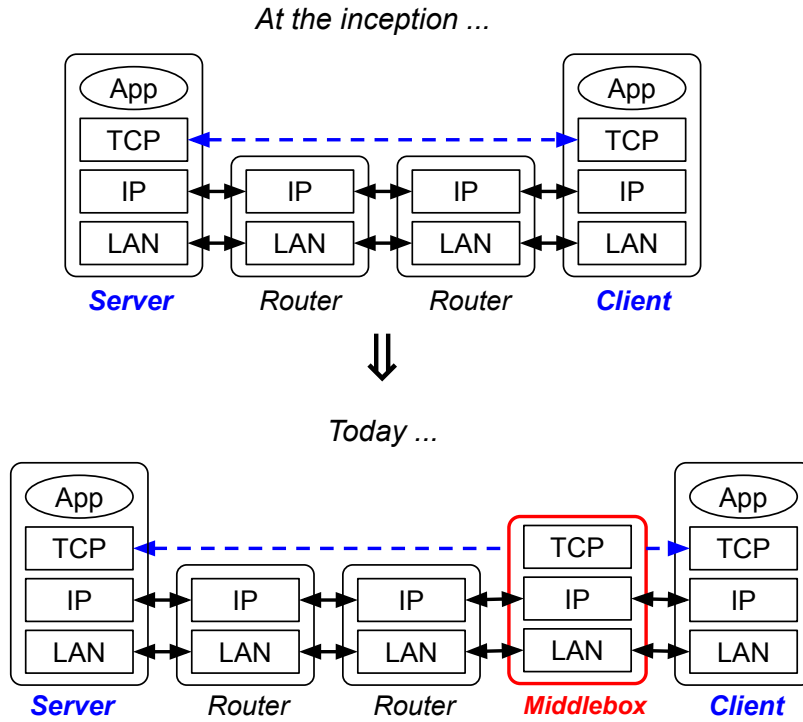 At the inception ...
App App
TCP TCP
IP IP IP IP
LAN LAN LAN LAN
Server Router Router Client
⇓
Today ...
App App
TCP TCP TCP
IP IP IP IP IP
LAN LAN LAN LAN LAN
Server Router Router Middlebox Client